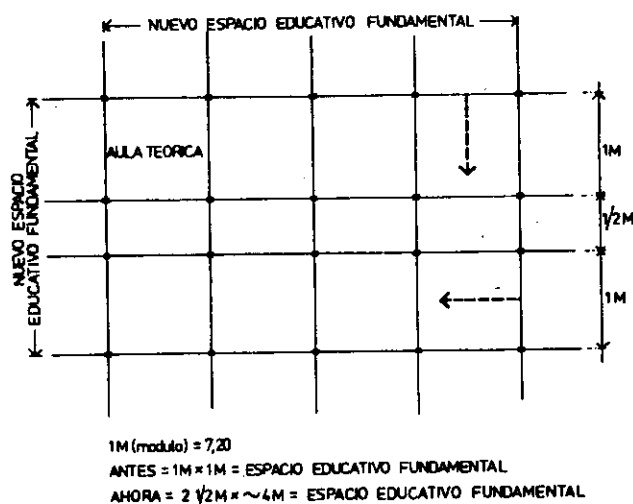 NUEVO ESPACIO EDUCATIVO FUNDAMENTAL
NUEVO ESPACIO
EDUCATIVO FUNDAMENTAL
AULA TEORICA
1M
1/2M
1M
1M (modulo) = 7,20
ANTES = 1M × 1M = ESPACIO EDUCATIVO FUNDAMENTAL
AHORA = 2 1/2M × ~4M = ESPACIO EDUCATIVO FUNDAMENTAL